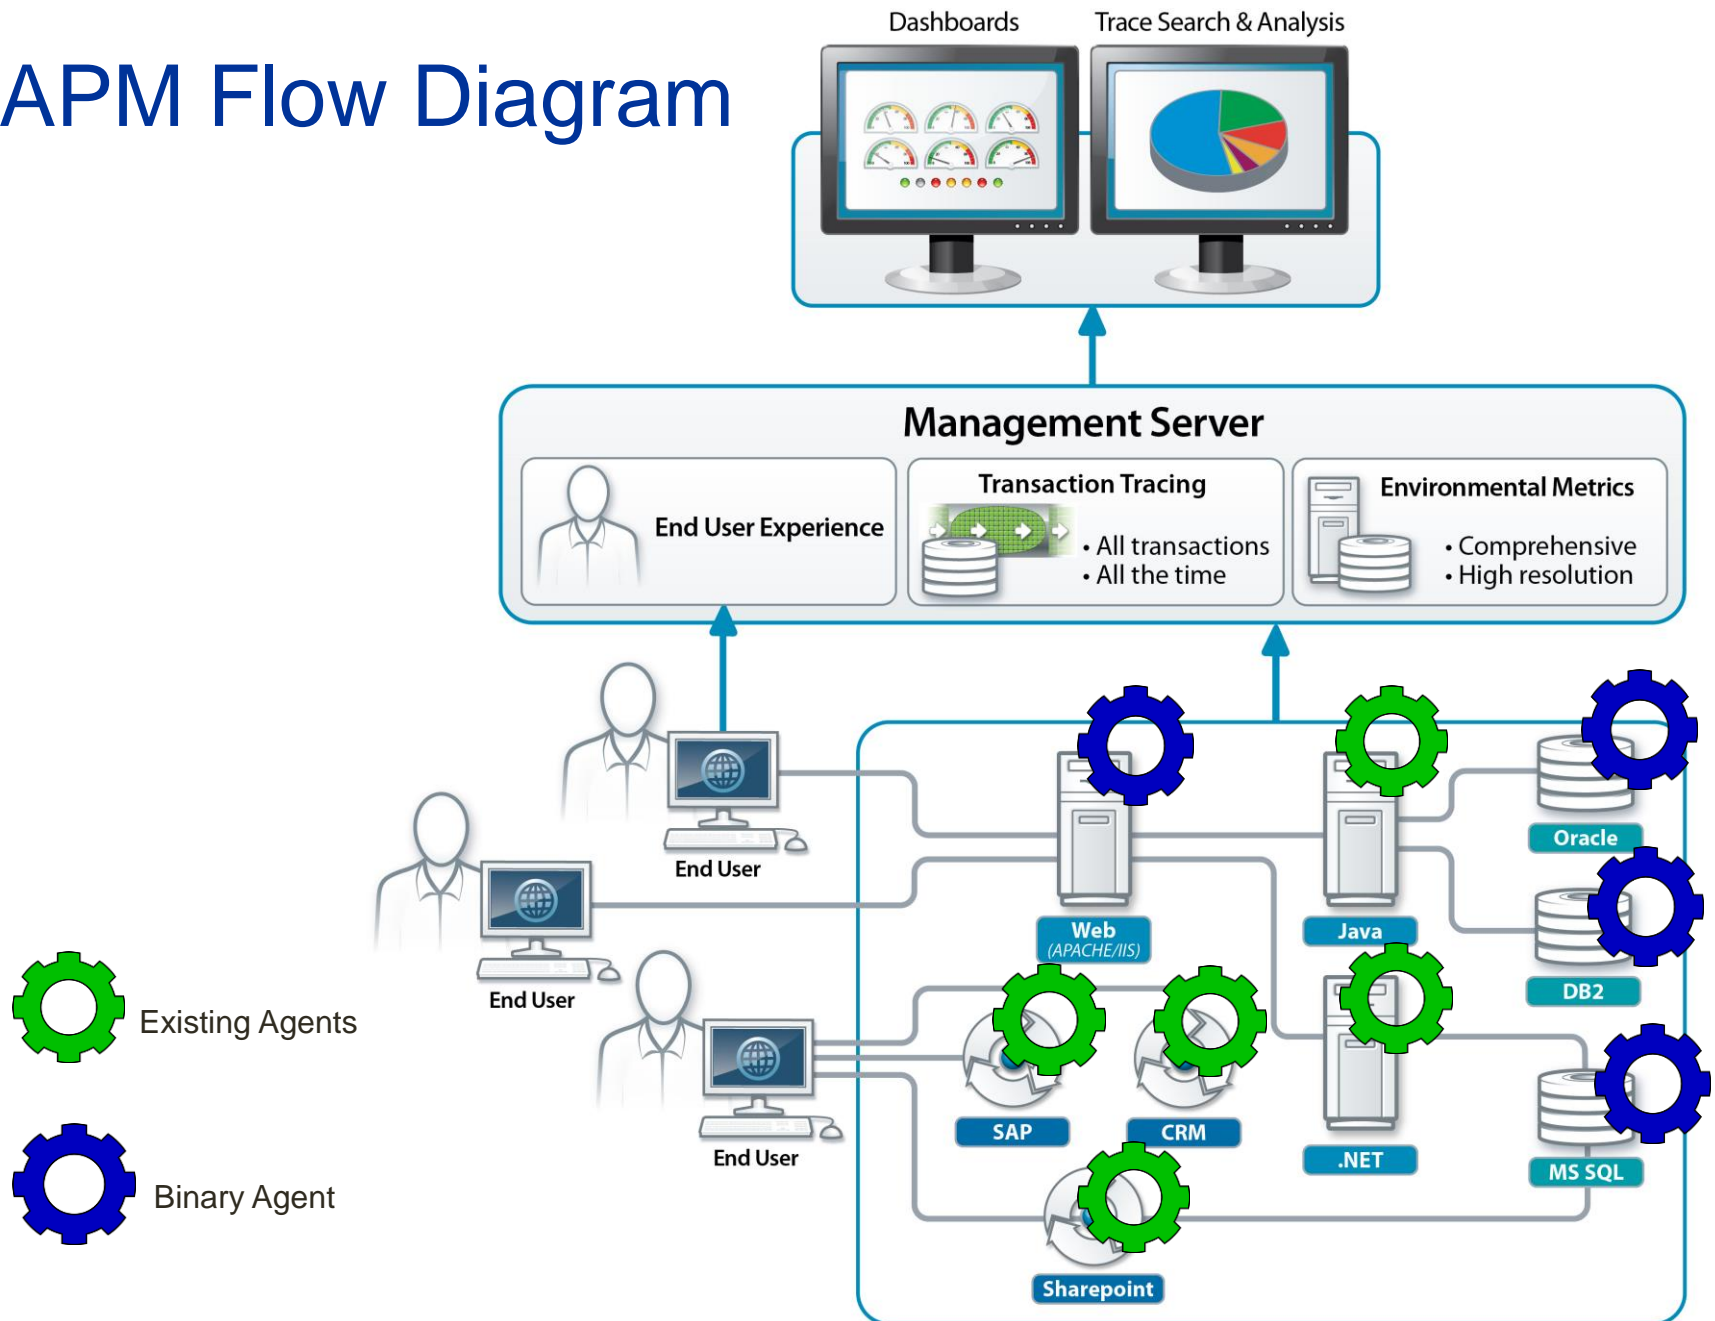 APM Flow Diagram
Dashboards
Trace Search & Analysis
Management Server
End User Experience
Transaction Tracing
• All transactions
• All the time
Environmental Metrics
• Comprehensive
• High resolution
End User
End User
End User
Web
(APACHE/IIS)
Java
Oracle
DB2
SAP
CRM
.NET
MS SQL
Sharepoint
Existing Agents
Binary Agent